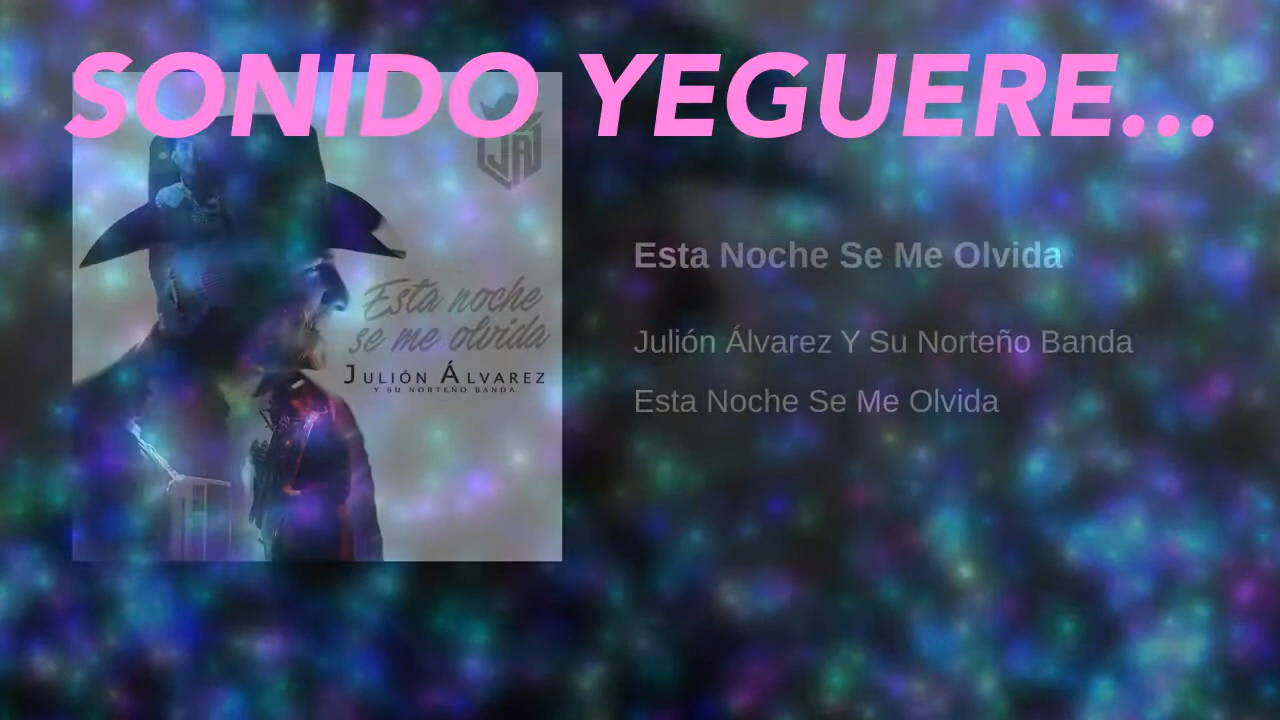 SONIDO YEGUERE...
JA
Esta noche
se me olvida
JULIÓN ÁLVAREZ
Y SU NORTEÑO BANDA
Esta Noche Se Me Olvida
Julión Álvarez Y Su Norteño Banda
Esta Noche Se Me Olvida